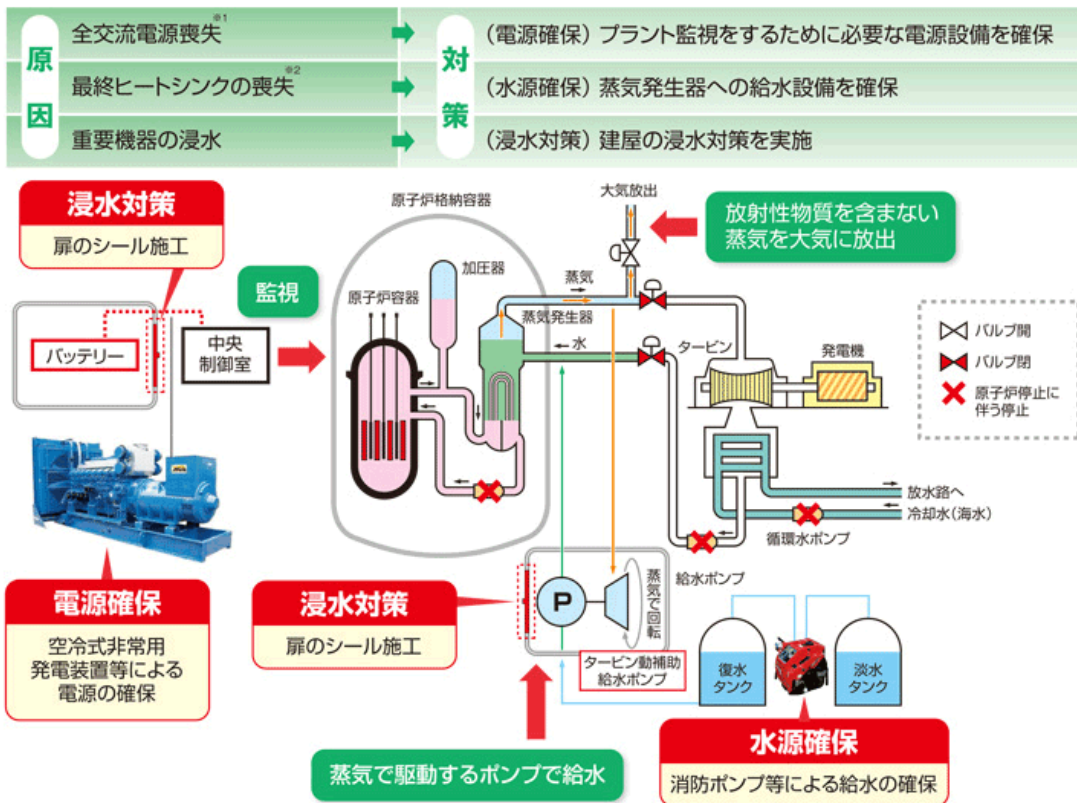 原因
全交流電源喪失※1
最終ヒートシンクの喪失※2
重要機器の浸水
対策
(電源確保) プラント監視をするために必要な電源設備を確保
(水源確保) 蒸気発生器への給水設備を確保
(浸水対策) 建屋の浸水対策を実施
浸水対策
扉のシール施工
監視
バッテリー
中央
制御室
原子炉格納容器
加圧器
原子炉容器
蒸気
蒸気発生器
水
大気放出
放射性物質を含まない
蒸気を大気に放出
タービン
発電機
バルブ開
バルブ閉
原子炉停止に
伴う停止
放水路へ
冷却水(海水)
循環水ポンプ
給水ポンプ
電源確保
空冷式非常用
発電装置等による
電源の確保
浸水対策
扉のシール施工
P
蒸気で回転
タービン動補助
給水ポンプ
蒸気で駆動するポンプで給水
復水
タンク
淡水
タンク
水源確保
消防ポンプ等による給水の確保